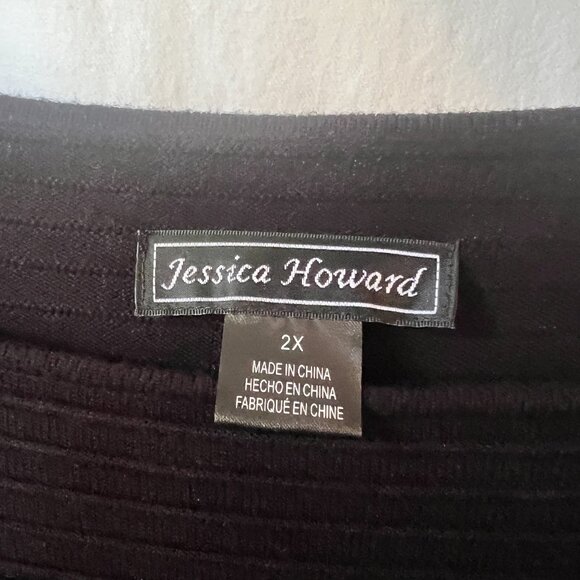 Jessica Howard
2X
MADE IN CHINA
HECHO EN CHINA
FABRIQUÉ EN CHINE